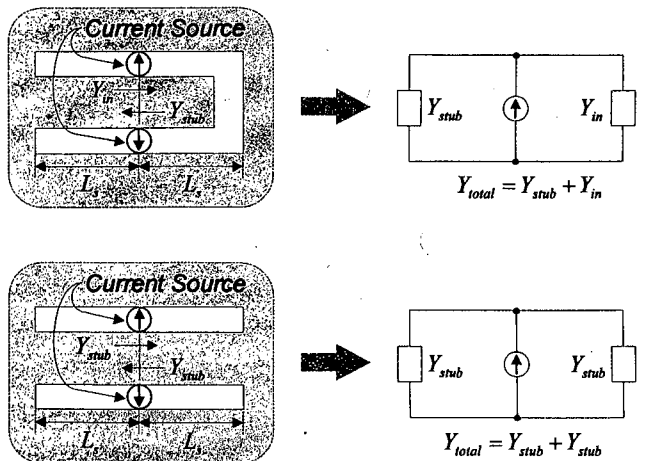 Current Source
Y_in
Y_stub
L_s L_s
Y_stub
Y_in
Y_total = Y_stub + Y_in
Current Source
Y_stub
Y_stub
L_s L_s
Y_stub
Y_stub
Y_total = Y_stub + Y_stub